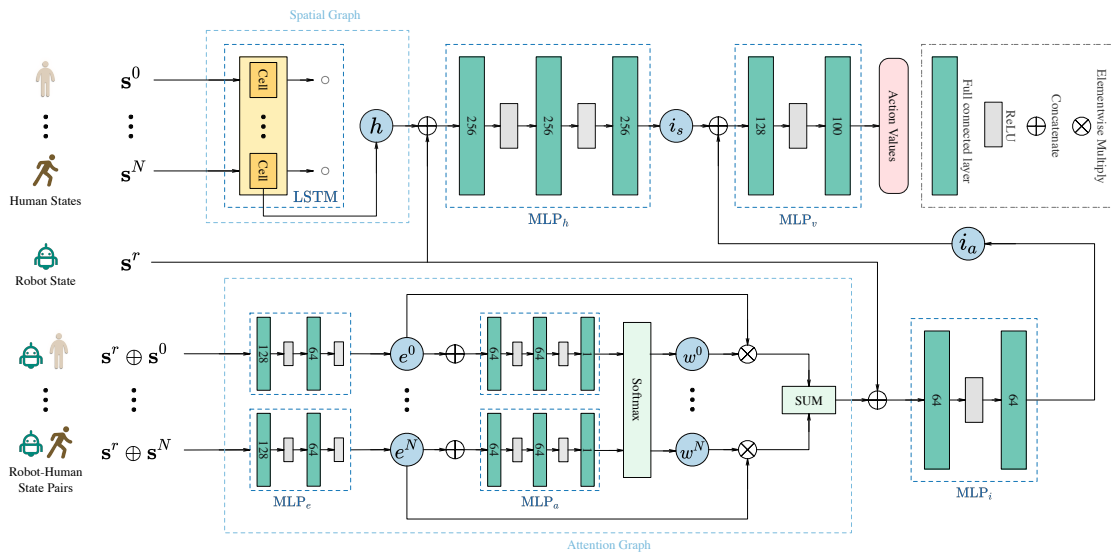 Spatial Graph
s^0
Cell
h
256
256
256
i_s
128
100
Action Values
Full connected layer
ReLU
Concatenate
Elementwise Multiply
s^N
Cell
LSTM
Human States
MLP_h
MLP_v
s^r
Robot State
i_a
s^r ⊕ s^0
128
64
e^0
64
64
1
Softmax
w^0
SUM
64
64
s^r ⊕ s^N
128
64
e^N
64
64
1
w^N
Robot-Human
State Pairs
MLP_e
MLP_a
MLP_i
Attention Graph